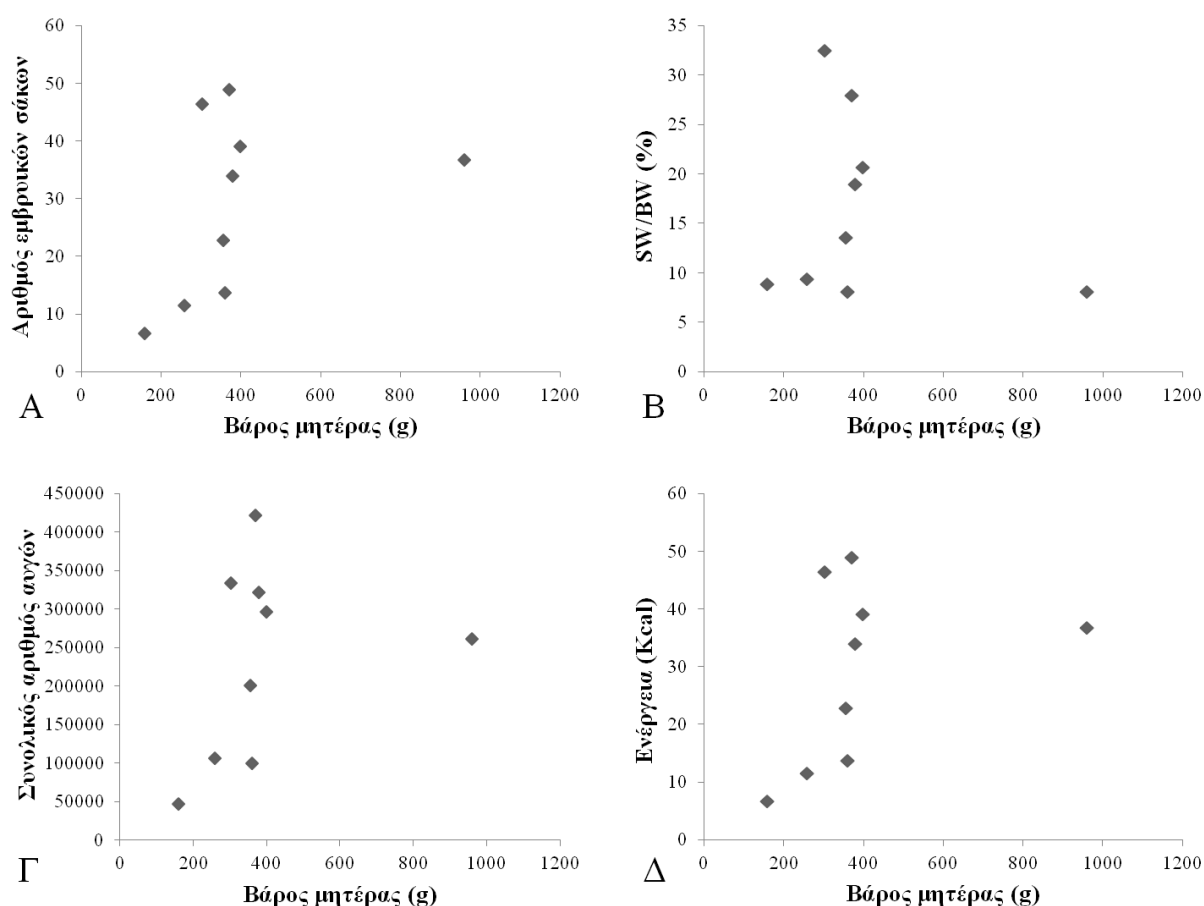 Αριθμός εμβρυικών σάκων
60
50
40
30
20
10
0
0 200 400 600 800 1000 1200
Βάρος μητέρας (g)
Α
SW/BW (%)
35
30
25
20
15
10
5
0
0 200 400 600 800 1000 1200
Βάρος μητέρας (g)
Β
Συνολικός αριθμός αυγών
450000
400000
350000
300000
250000
200000
150000
100000
50000
0
0 200 400 600 800 1000 1200
Βάρος μητέρας (g)
Γ
Ενέργεια (Kcal)
60
50
40
30
20
10
0
0 200 400 600 800 1000 1200
Βάρος μητέρας (g)
Δ